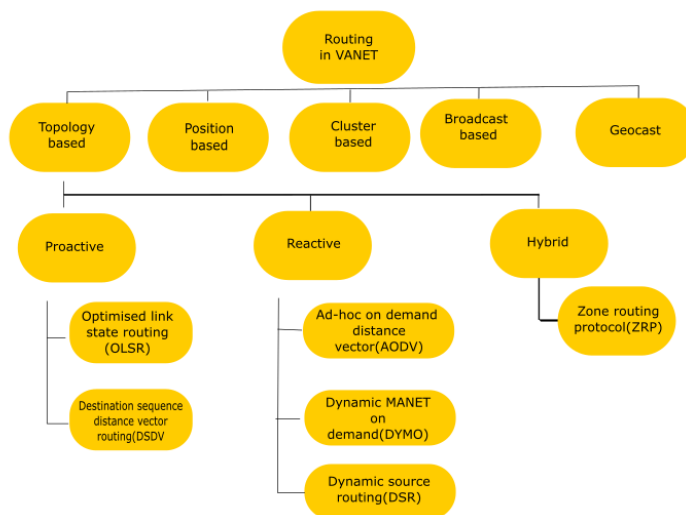 Routing
in VANET
Topology
based
Position
based
Cluster
based
Broadcast
based
Geocast
Proactive
Reactive
Hybrid
Optimised link
state routing
(OLSR)
Destination sequence
distance vector
routing(DSDV
Ad-hoc on demand
distance
vector(AODV)
Dynamic MANET
on
demand(DYMO)
Dynamic source
routing(DSR)
Zone routing
protocol(ZRP)